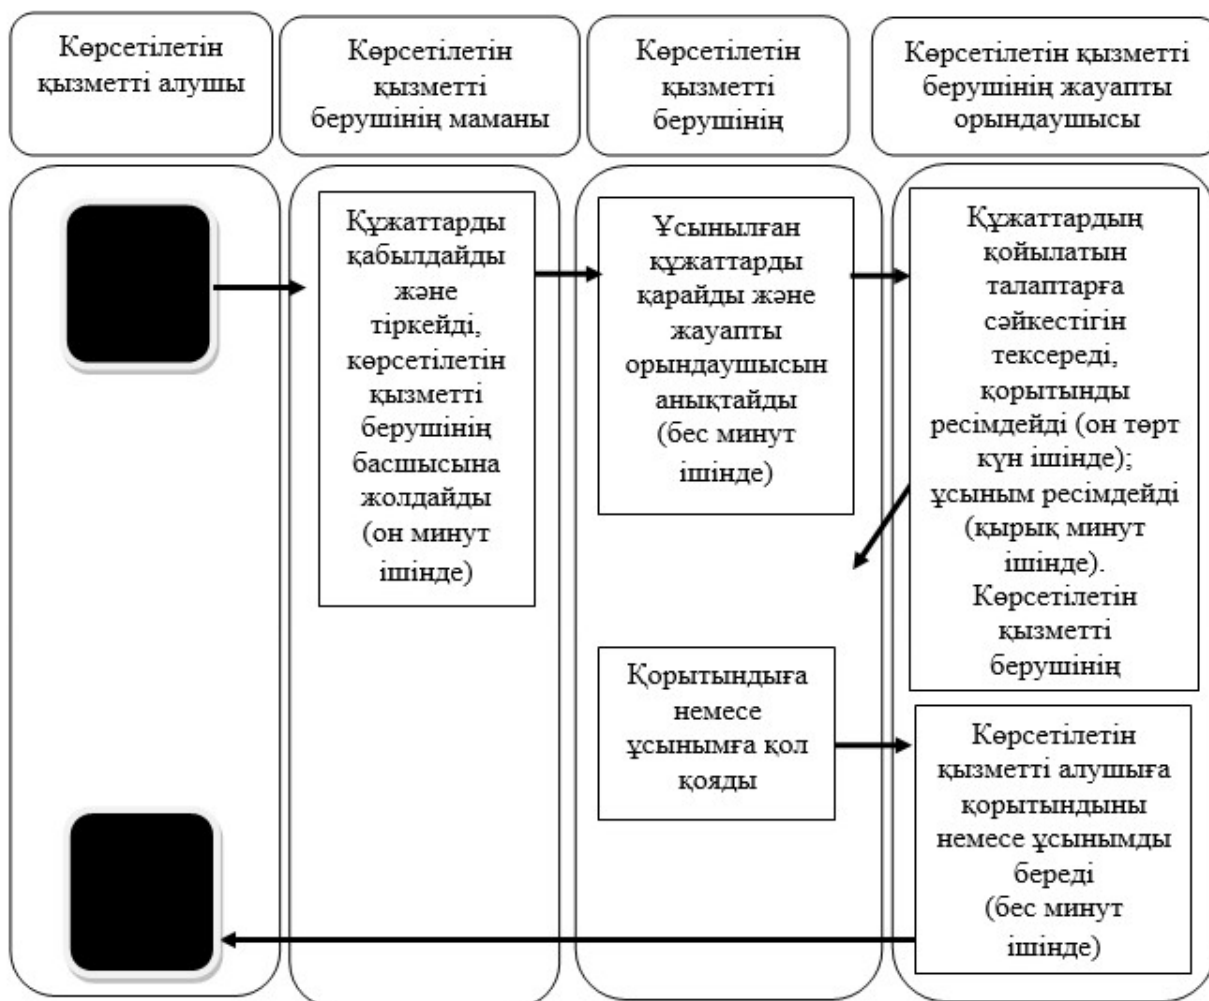 Көрсетілетін
қызметті алушы
Көрсетілетін
қызметті
берушінің маманы
Көрсетілетін
қызметті
берушінің
Көрсетілетін қызметті
берушінің жауапты
орындаушысы
Құжаттарды
қабылдайды
және
тіркейді,
көрсетілетін
қызметті
берушінің
басшысына
жолдайды
(он минут
ішінде)
Ұсынылған
құжаттарды
қарайды және
жауапты
орындаушысын
анықтайды
(бес минут
ішінде)
Құжаттардың
қойылатын
талаптарға
сәйкестігін
тексереді,
қорытынды
ресімдейді (он төрт
күн ішінде);
ұсыным ресімдейді
(қырық минут
ішінде).
Көрсетілетін
қызметті
берушінің
Қорытындыға
немесе
ұсынымға қол
қояды
Көрсетілетін
қызметті алушыға
қорытындыны
немесе ұсынымды
береді
(бес минут
ішінде)